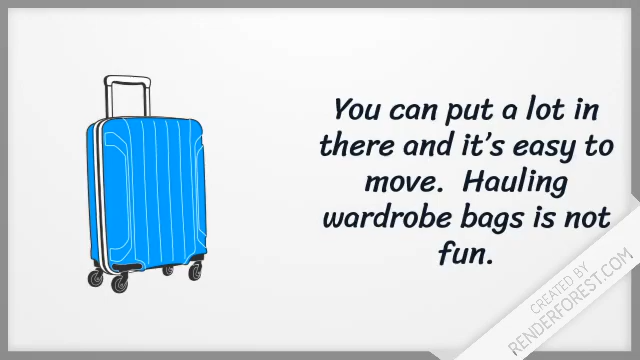 You can put a lot in
there and it's easy to
move.  Hauling
wardrobe bags is not
fun.
CREATED BY
RENDERFOREST.COM